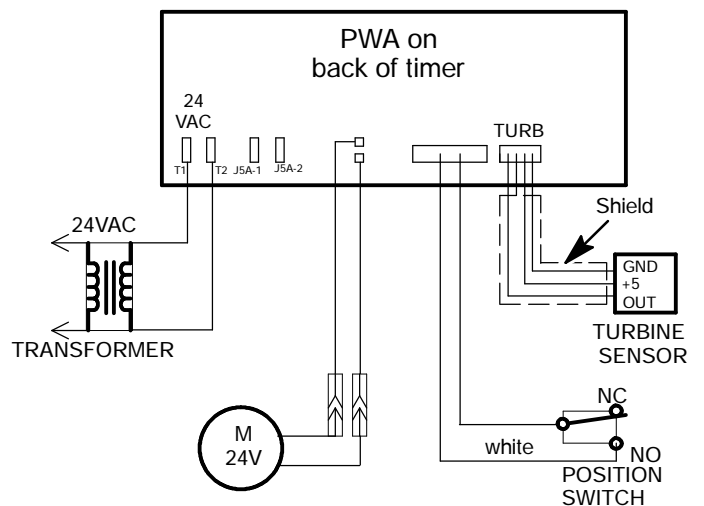 PWA on
back of timer
24
VAC
TURB
T1
T2
J5A-1
J5A-2
24VAC
Shield
GND
+5
OUT
TRANSFORMER
TURBINE
SENSOR
NC
M
24V
white
NO
POSITION
SWITCH